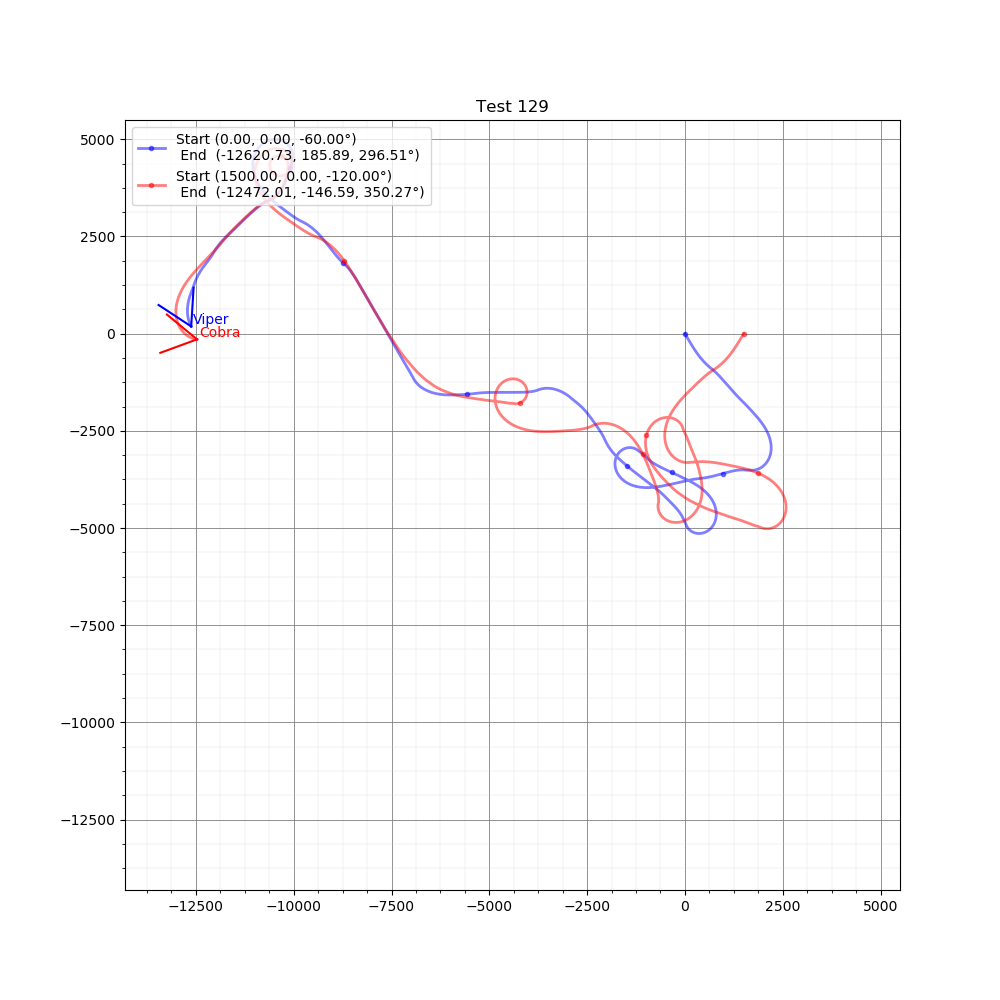 Test 129
Start (0.00, 0.00, -60.00°)
End  (-12620.73, 185.89, 296.51°)
Start (1500.00, 0.00, -120.00°)
End  (-12472.01, -146.59, 350.27°)
5000
2500
0
−2500
−5000
−7500
−10000
−12500
Viper
Cobra
−12500 −10000 −7500 −5000 −2500 0 2500 5000